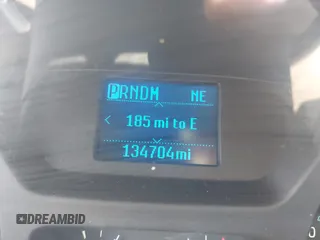 PRNDM NE
< 185 mi to E
134704mi
DREAMBID